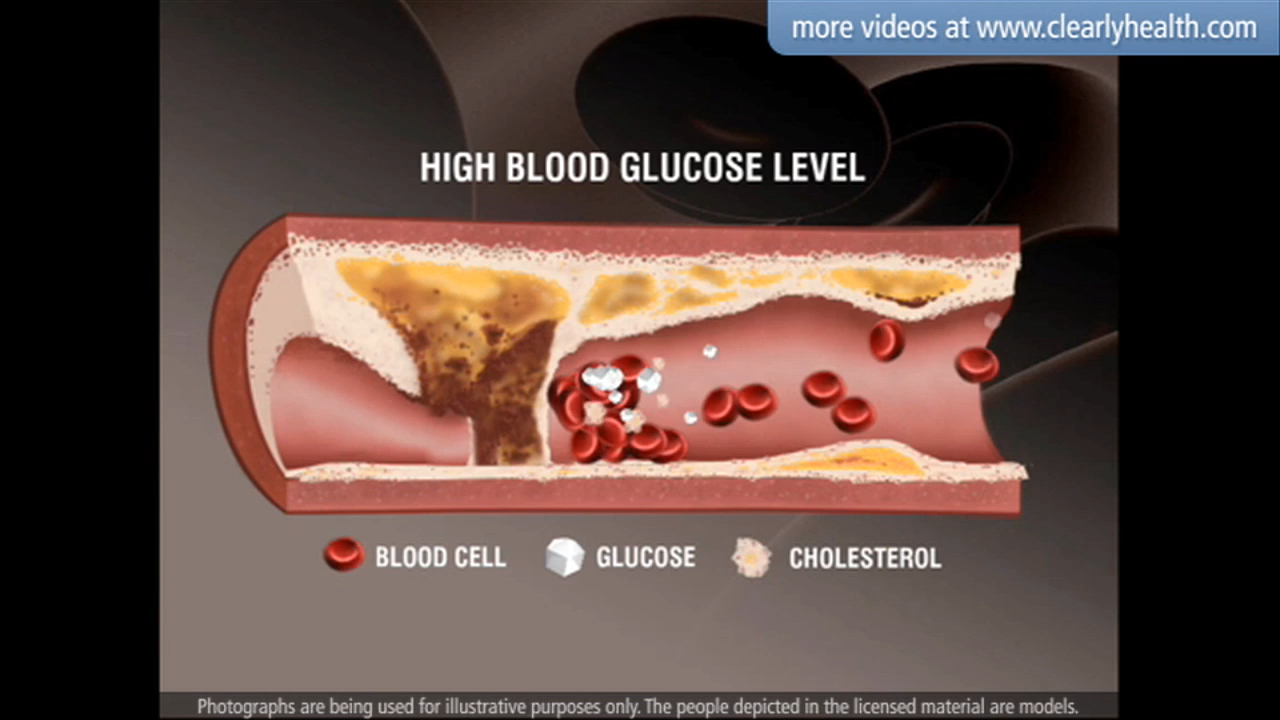 more videos at www.clearlyhealth.com
HIGH BLOOD GLUCOSE LEVEL
BLOOD CELL GLUCOSE CHOLESTEROL
Photographs are being used for illustrative purposes only. The people depicted in the licensed material are models.